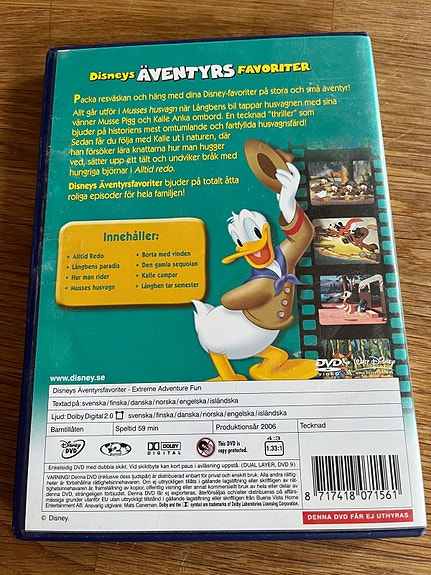 Disneys ÄVENTYRS FAVORITER
Packa resväskan och häng med dina Disney-favoriter på stora och små äventyr!
Allt går utför i Musses husvagn när Långbens bil tappar husvagnen med sina
vänner Musse Pigg och Kalle Anka ombord. En tecknad "thriller" som
bjuder på historiens mest omtumlande och fartfyllda husvagnsfärd!
Sedan får du följa med Kalle ut i naturen, där
han försöker lära knattarna hur man hugger
ved, sätter upp ett tält och undviker bråk med
hungriga björnar i Alltid redo.
Disneys Äventyrsfavoriter bjuder på totalt åtta
roliga episoder för hela familjen!
Innehåller:
• Alltid Redo
• Långbens paradis
• Hur man rider
• Musses husvagn
• Borta med vinden
• Den gamla sequoian
• Kalle campar
• Långben tar semester
www.disney.se
DVD
VIDEO
WALT DISNEY
Disneys Äventyrsfavoriter - Extreme Adventure Fun
Textad på: svenska / finska / danska / norska / engelska / isländska
Ljud: Dolby Digital 2.0 svenska / finska / danska / norska / engelska / isländska
Barntillåten Speltid 59 min Produktionsår 2006 Tecknad
Disney DVD
DOLBY
DIGITAL
This DVD is
copy protected.
4:3
1.33:1
Enkelsidig DVD med dubbla skikt. Vid skiktbyte kan kort paus i avläsning uppstå. (DUAL LAYER, DVD 9)
8 717418 071561
© Disney.
DENNA DVD FÅR EJ UTHYRAS